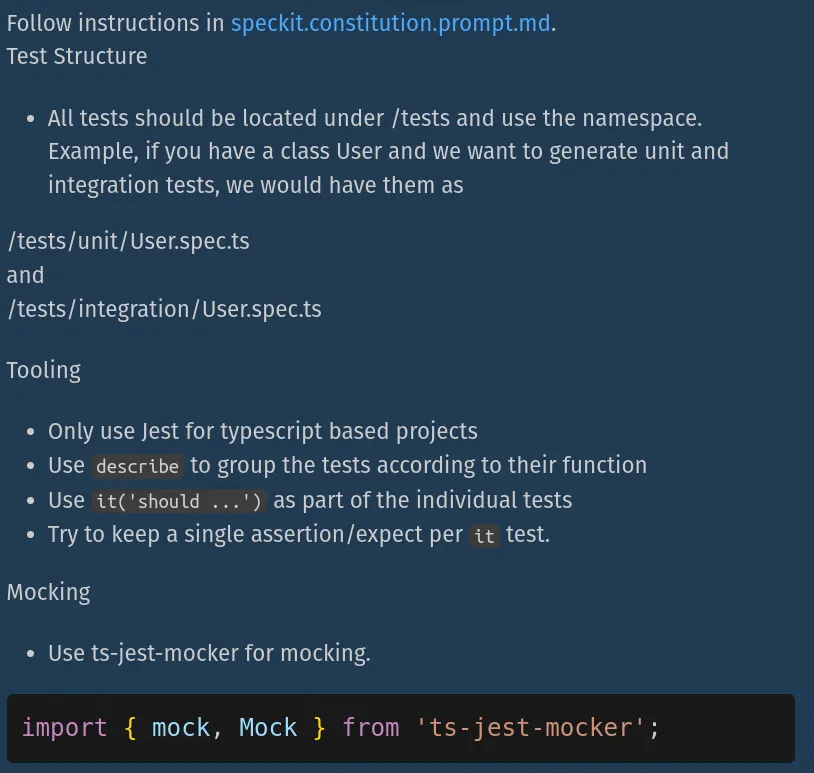 Follow instructions in speckit.constitution.prompt.md.
Test Structure
• All tests should be located under /tests and use the namespace.
Example, if you have a class User and we want to generate unit and
integration tests, we would have them as
/tests/unit/User.spec.ts
and
/tests/integration/User.spec.ts
Tooling
• Only use Jest for typescript based projects
• Use describe to group the tests according to their function
• Use it('should ...') as part of the individual tests
• Try to keep a single assertion/expect per it test.
Mocking
• Use ts-jest-mocker for mocking.
import { mock, Mock } from 'ts-jest-mocker';